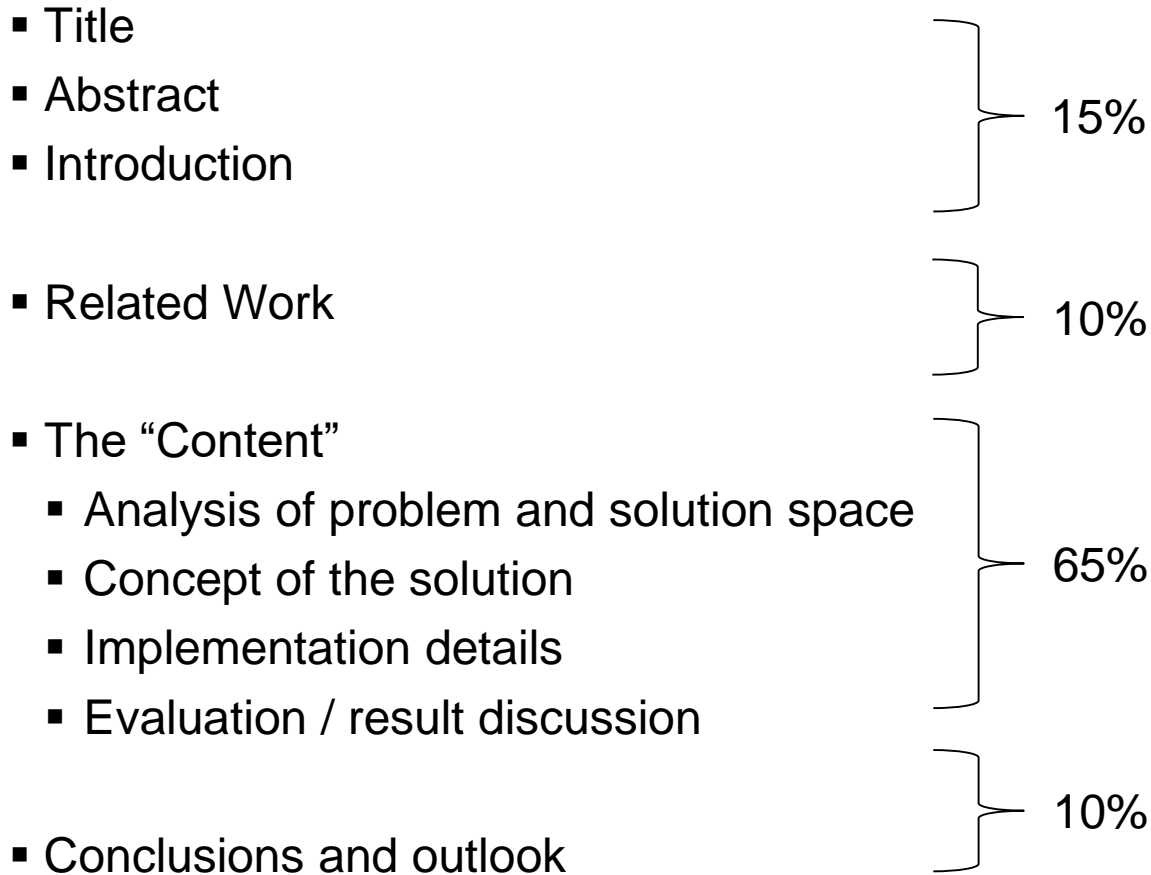 ▪ Title
▪ Abstract
15%
▪ Introduction
▪ Related Work
10%
▪ The “Content”
▪ Analysis of problem and solution space
▪ Concept of the solution
65%
▪ Implementation details
▪ Evaluation / result discussion
10%
▪ Conclusions and outlook